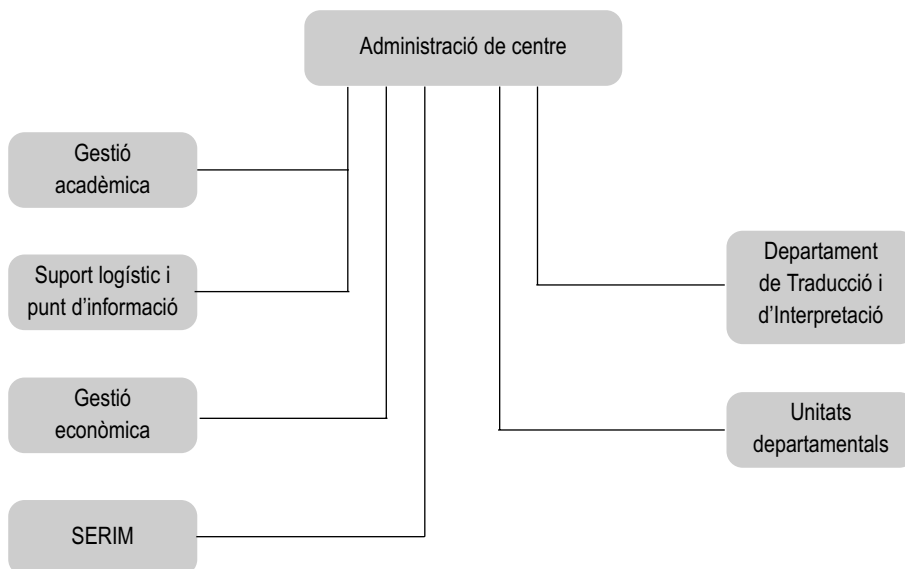 Administració de centre
Gestió
acadèmica
Suport logístic i
punt d’informació
Gestió
econòmica
SERIM
Departament
de Traducció i
d’Interpretació
Unitats
departamentals